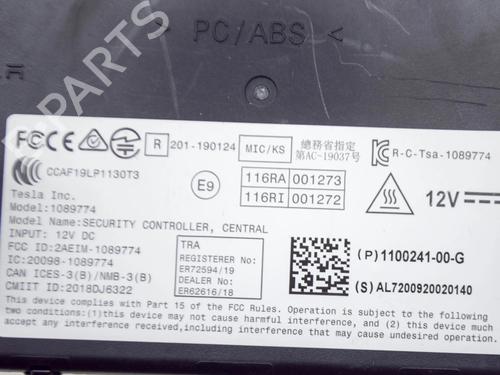 > PC/ABS <
PARTS
FCC CE R 201-190124 MIC/KS 總務省指定 第AC-19037号 R-C-Tsa-1089774
CCC CCAF19LP1130T3
E9
116RA 001273
116RI 001272
12V
Tesla Inc.
Model: 1089774
Model Name: SECURITY CONTROLLER, CENTRAL
INPUT: 12V DC
FCC ID:2AEIM-1089774
IC:20098-1089774
CAN ICES-3(B)/NMB-3(B)
CMIIT ID:2018DJ6322
TRA
REGISTERER No:
ER72594/19
DEALER No:
ER62616/18
(P)1100241-00-G
(S)AL7200920020140
This device complies with Part 15 of the FCC Rules. Operation is subject to the following
two conditions:(1)this device may not cause harmful interference, and (2) this device must
accept any interference received,including interference that may cause undesired operation.